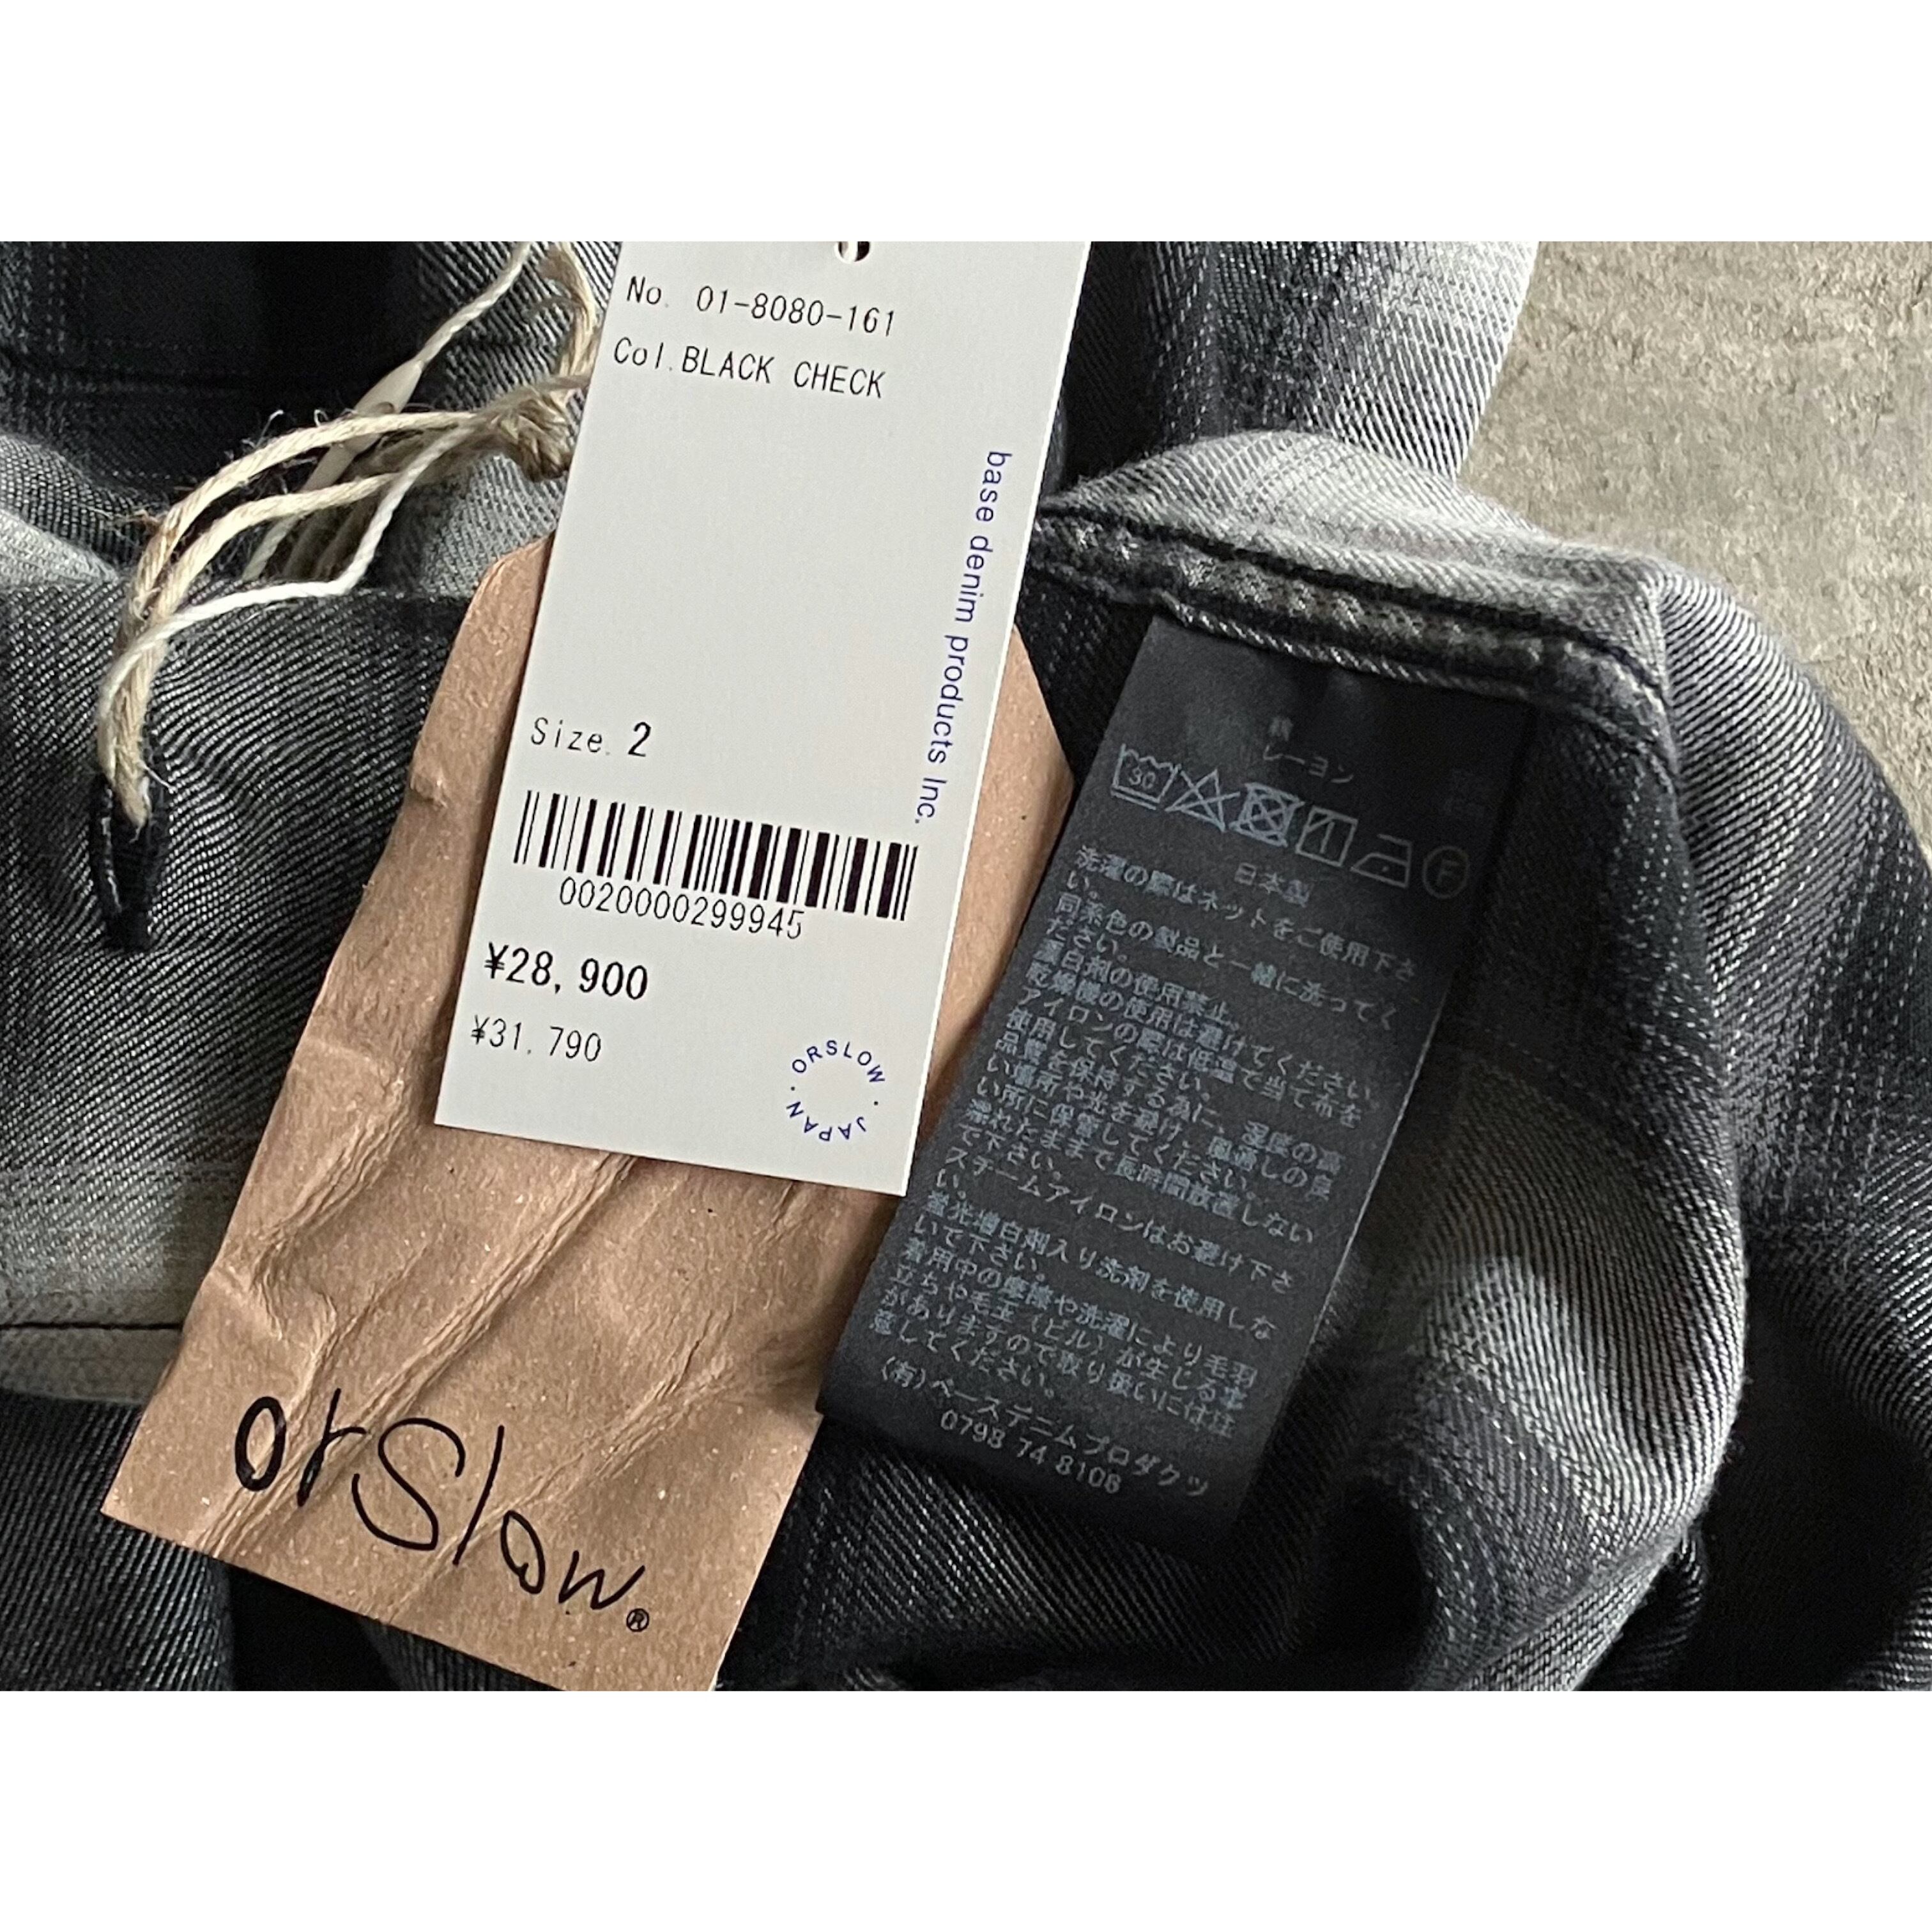 No. 01-8080-161
Col.BLACK CHECK
base denim products Inc.
Size. 2
0020000299945
¥28,900
¥31,790
ORSLOW・JAPAN・
orSlow®
綿
レーヨン
30
F
日本製
洗濯の際はネットをご使用下さ
い。
同系色の製品と一緒に洗ってく
ださい。
漂白剤の使用禁止。
乾燥機の使用は避けてください。
アイロンの際は低温で当て布を
使用してください。
品質を保持する為に、湿度の高
い場所や光を避け、風通しの良
い所に保管してください。
濡れたままで長時間放置しない
で下さい。
スチームアイロンはお避け下さ
い。
蛍光増白剤入り洗剤を使用しな
いで下さい。
着用中の摩擦や洗濯により毛羽
立ちや毛玉(ピル)が生じる事
がありますので取り扱いには注
意してください。
(有)ベースデニムプロダクツ
0798 74 8108